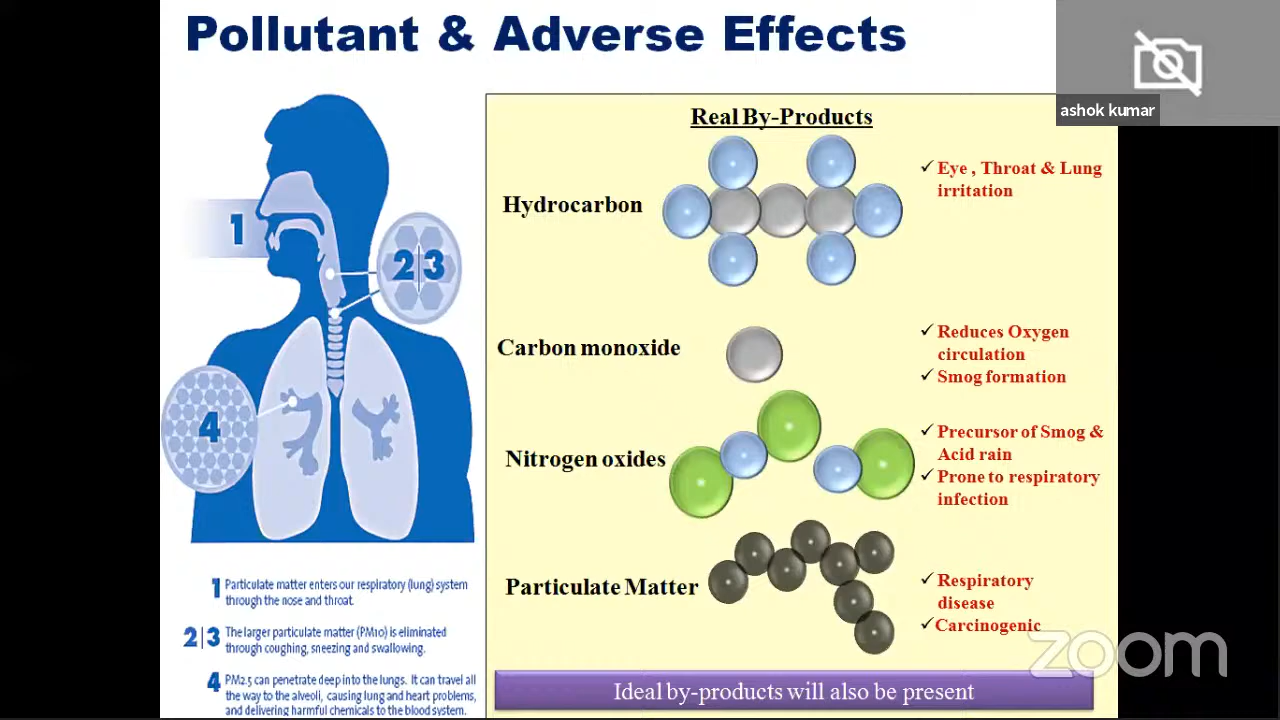 Pollutant & Adverse Effects
ashok kumar
Real By-Products
Hydrocarbon
✓ Eye , Throat & Lung
irritation
Carbon monoxide
✓ Reduces Oxygen
circulation
✓ Smog formation
Nitrogen oxides
✓ Precursor of Smog &
Acid rain
✓ Prone to respiratory
infection
Particulate Matter
✓ Respiratory
disease
✓ Carcinogenic
Ideal by-products will also be present
1
2|3
4
1 Particulate matter enters our respiratory (lung) system
through the nose and throat.
2|3 The larger particulate matter (PM10) is eliminated
through coughing, sneezing and swallowing.
4 PM2.5 can penetrate deep into the lungs. It can travel all
the way to the alveoli, causing lung and heart problems,
and delivering harmful chemicals to the blood system.
zoom